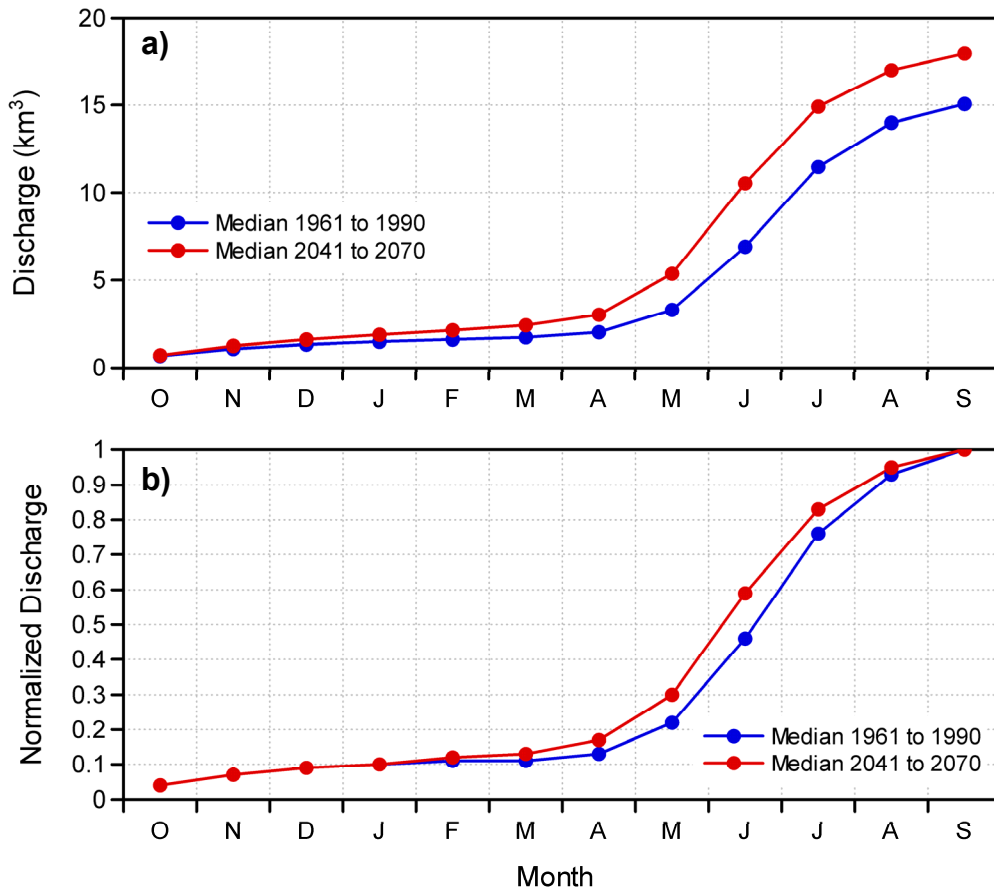 a)
Discharge (km³)
20
15
10
5
0
Median 1961 to 1990
Median 2041 to 2070
O N D J F M A M J J A S
b)
Normalized Discharge
1
0.9
0.8
0.7
0.6
0.5
0.4
0.3
0.2
0.1
0
Median 1961 to 1990
Median 2041 to 2070
O N D J F M A M J J A S
Month